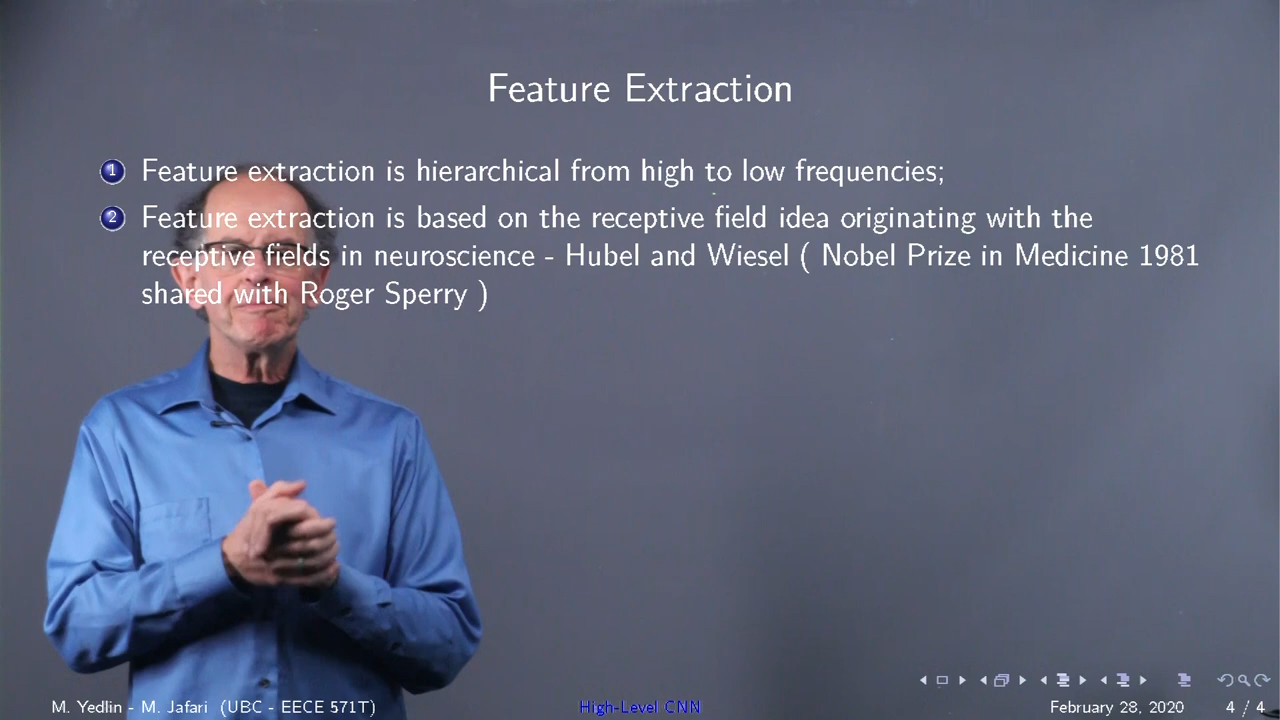 Feature Extraction
1 Feature extraction is hierarchical from high to low frequencies;
2 Feature extraction is based on the receptive field idea originating with the
receptive fields in neuroscience - Hubel and Wiesel ( Nobel Prize in Medicine 1981
shared with Roger Sperry )
M. Yedlin - M. Jafari (UBC - EECE 571T) High-Level CNN February 28, 2020 4 / 4